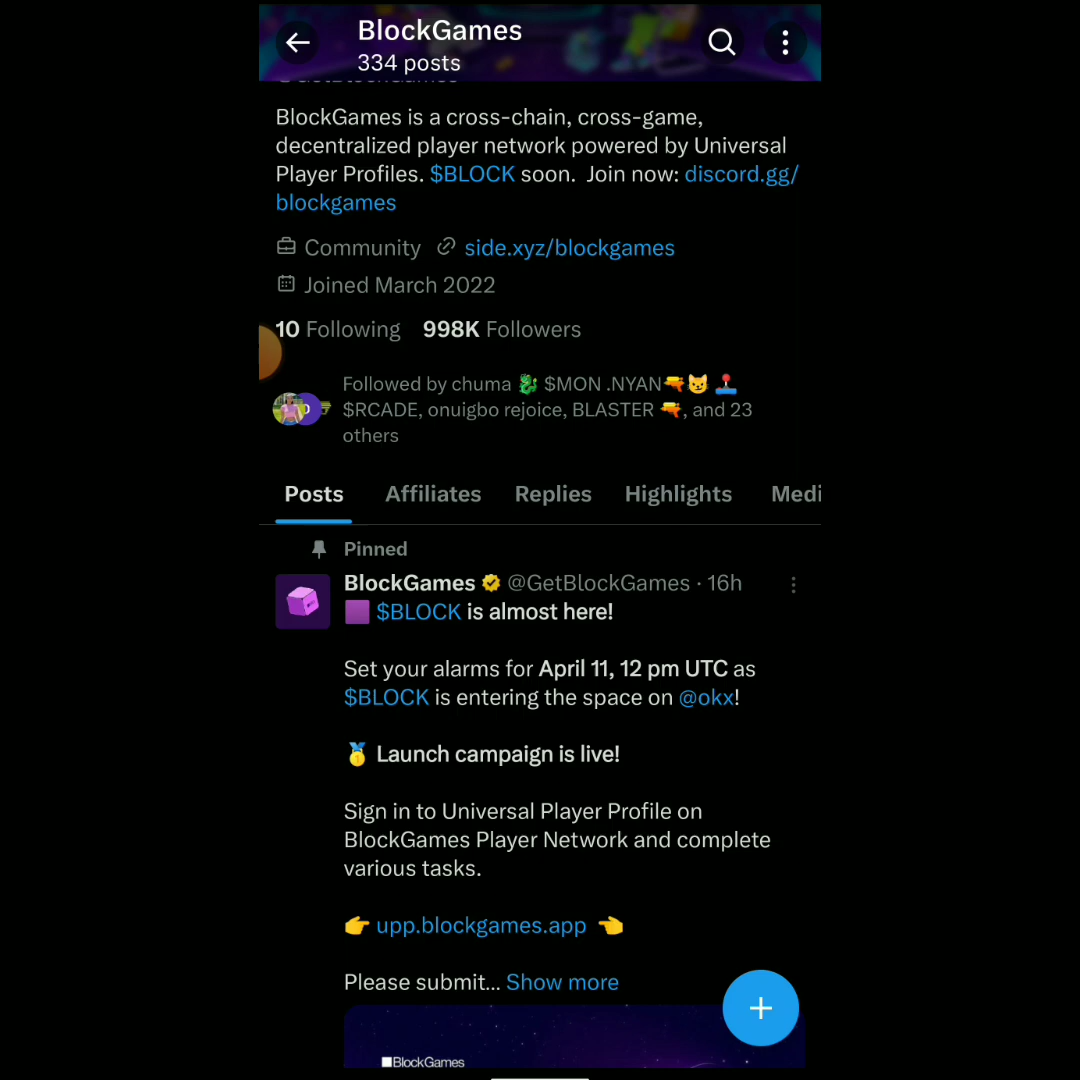 BlockGames
334 posts
BlockGames is a cross-chain, cross-game,
decentralized player network powered by Universal
Player Profiles. $BLOCK soon.  Join now: discord.gg/
blockgames
Community side.xyz/blockgames
Joined March 2022
10 Following 998K Followers
Followed by chuma 🐉 $MON .NYAN🔫😼 🕹️
$RCADE, onuigbo rejoice, BLASTER 🔫, and 23
others
Posts Affiliates Replies Highlights Medi
Pinned
BlockGames @GetBlockGames · 16h
🟪 $BLOCK is almost here!
Set your alarms for April 11, 12 pm UTC as
$BLOCK is entering the space on @okx!
🥇 Launch campaign is live!
Sign in to Universal Player Profile on
BlockGames Player Network and complete
various tasks.
👉 upp.blockgames.app 👈
Please submit... Show more
BlockGames